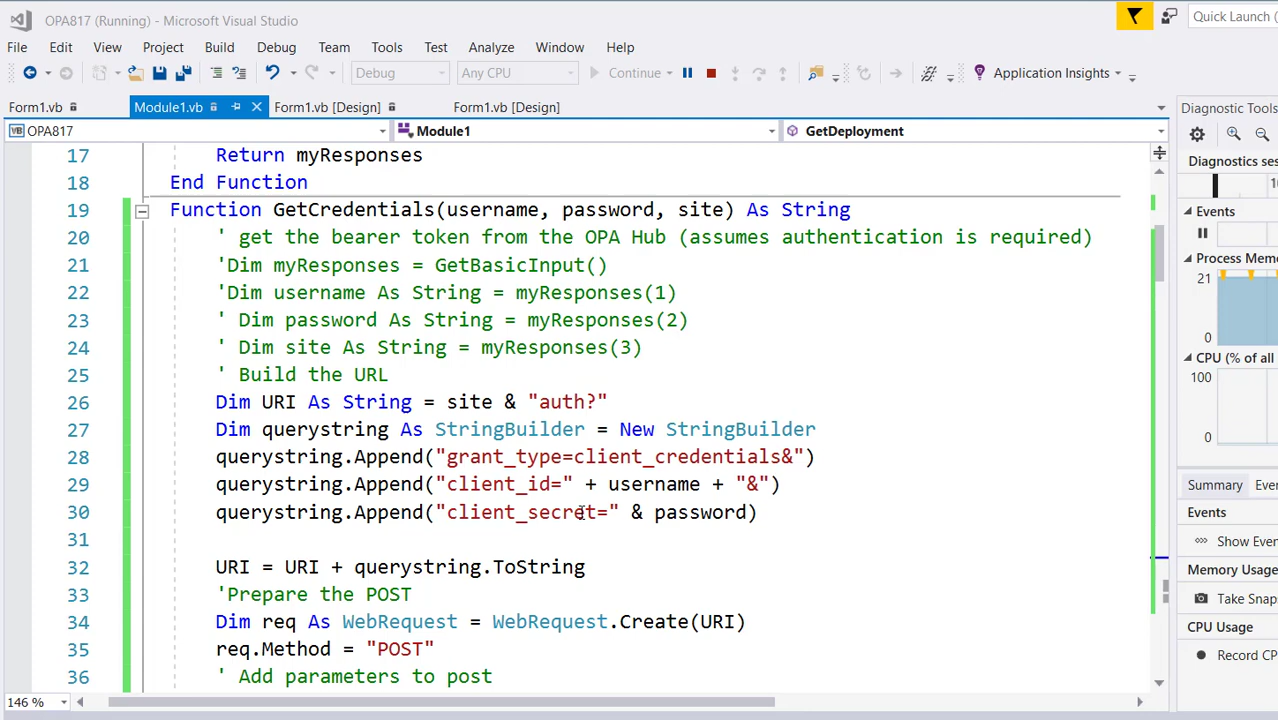 OPA817 (Running) - Microsoft Visual Studio
Quick Launch (
File Edit View Project Build Debug Team Tools Test Analyze Window Help
Debug Any CPU Continue Application Insights
Form1.vb Module1.vb Form1.vb [Design] Form1.vb [Design]
Diagnostic Tools
OPA817 Module1 GetDeployment
17 Return myResponses
18 End Function
19 Function GetCredentials(username, password, site) As String
20 ' get the bearer token from the OPA Hub (assumes authentication is required)
21 'Dim myResponses = GetBasicInput()
22 'Dim username As String = myResponses(1)
23 ' Dim password As String = myResponses(2)
24 ' Dim site As String = myResponses(3)
25 ' Build the URL
26 Dim URI As String = site & "auth?"
27 Dim querystring As StringBuilder = New StringBuilder
28 querystring.Append("grant_type=client_credentials&")
29 querystring.Append("client_id=" + username + "&")
30 querystring.Append("client_secret=" & password)
31
32 URI = URI + querystring.ToString
33 'Prepare the POST
34 Dim req As WebRequest = WebRequest.Create(URI)
35 req.Method = "POST"
36 ' Add parameters to post
146 %
Diagnostics sess
Events
Process Memo
21
0
CPU (% of all
100
0
Summary Even
Events
Show Even
Memory Usage
Take Snap
CPU Usage
Record CP